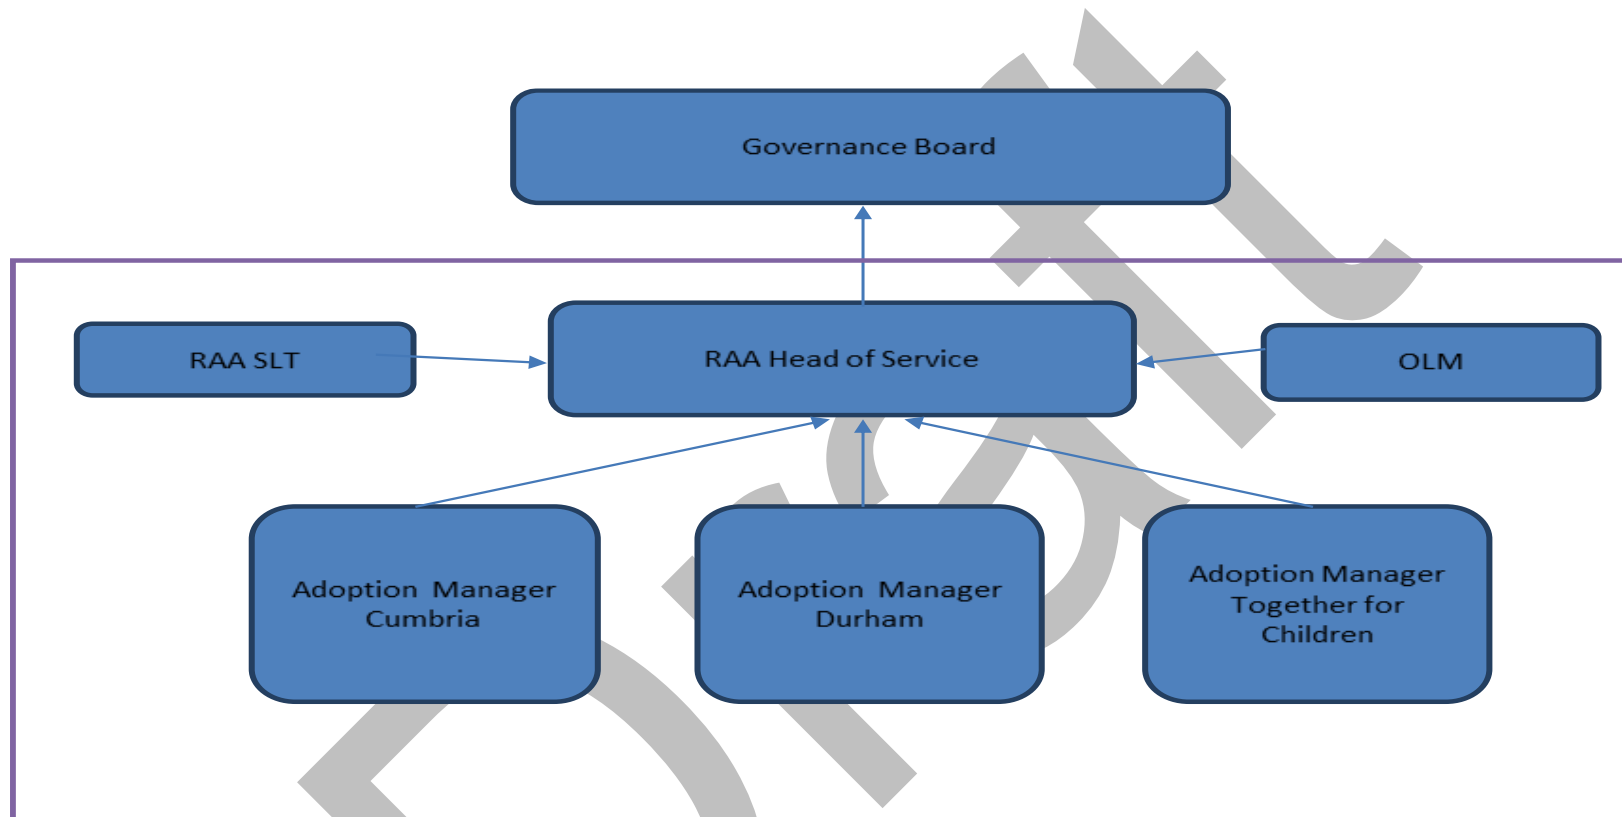 Governance Board
RAA SLT
RAA Head of Service
OLM
Adoption Manager
Cumbria
Adoption Manager
Durham
Adoption Manager
Together for
Children